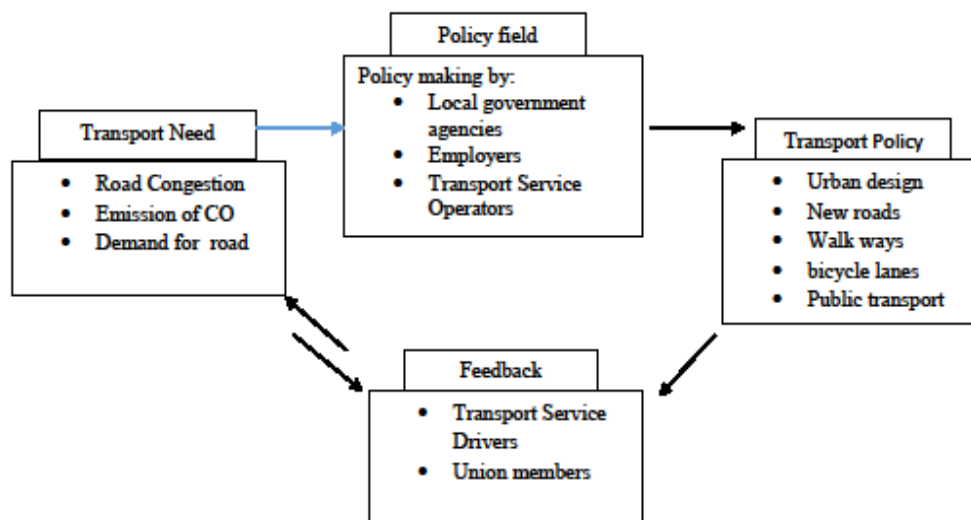 Policy field
Policy making by:
• Local government
agencies
• Employers
• Transport Service
Operators
Transport Need
• Road Congestion
• Emission of CO
• Demand for road
Transport Policy
• Urban design
• New roads
• Walk ways
• bicycle lanes
• Public transport
Feedback
• Transport Service
Drivers
• Union members